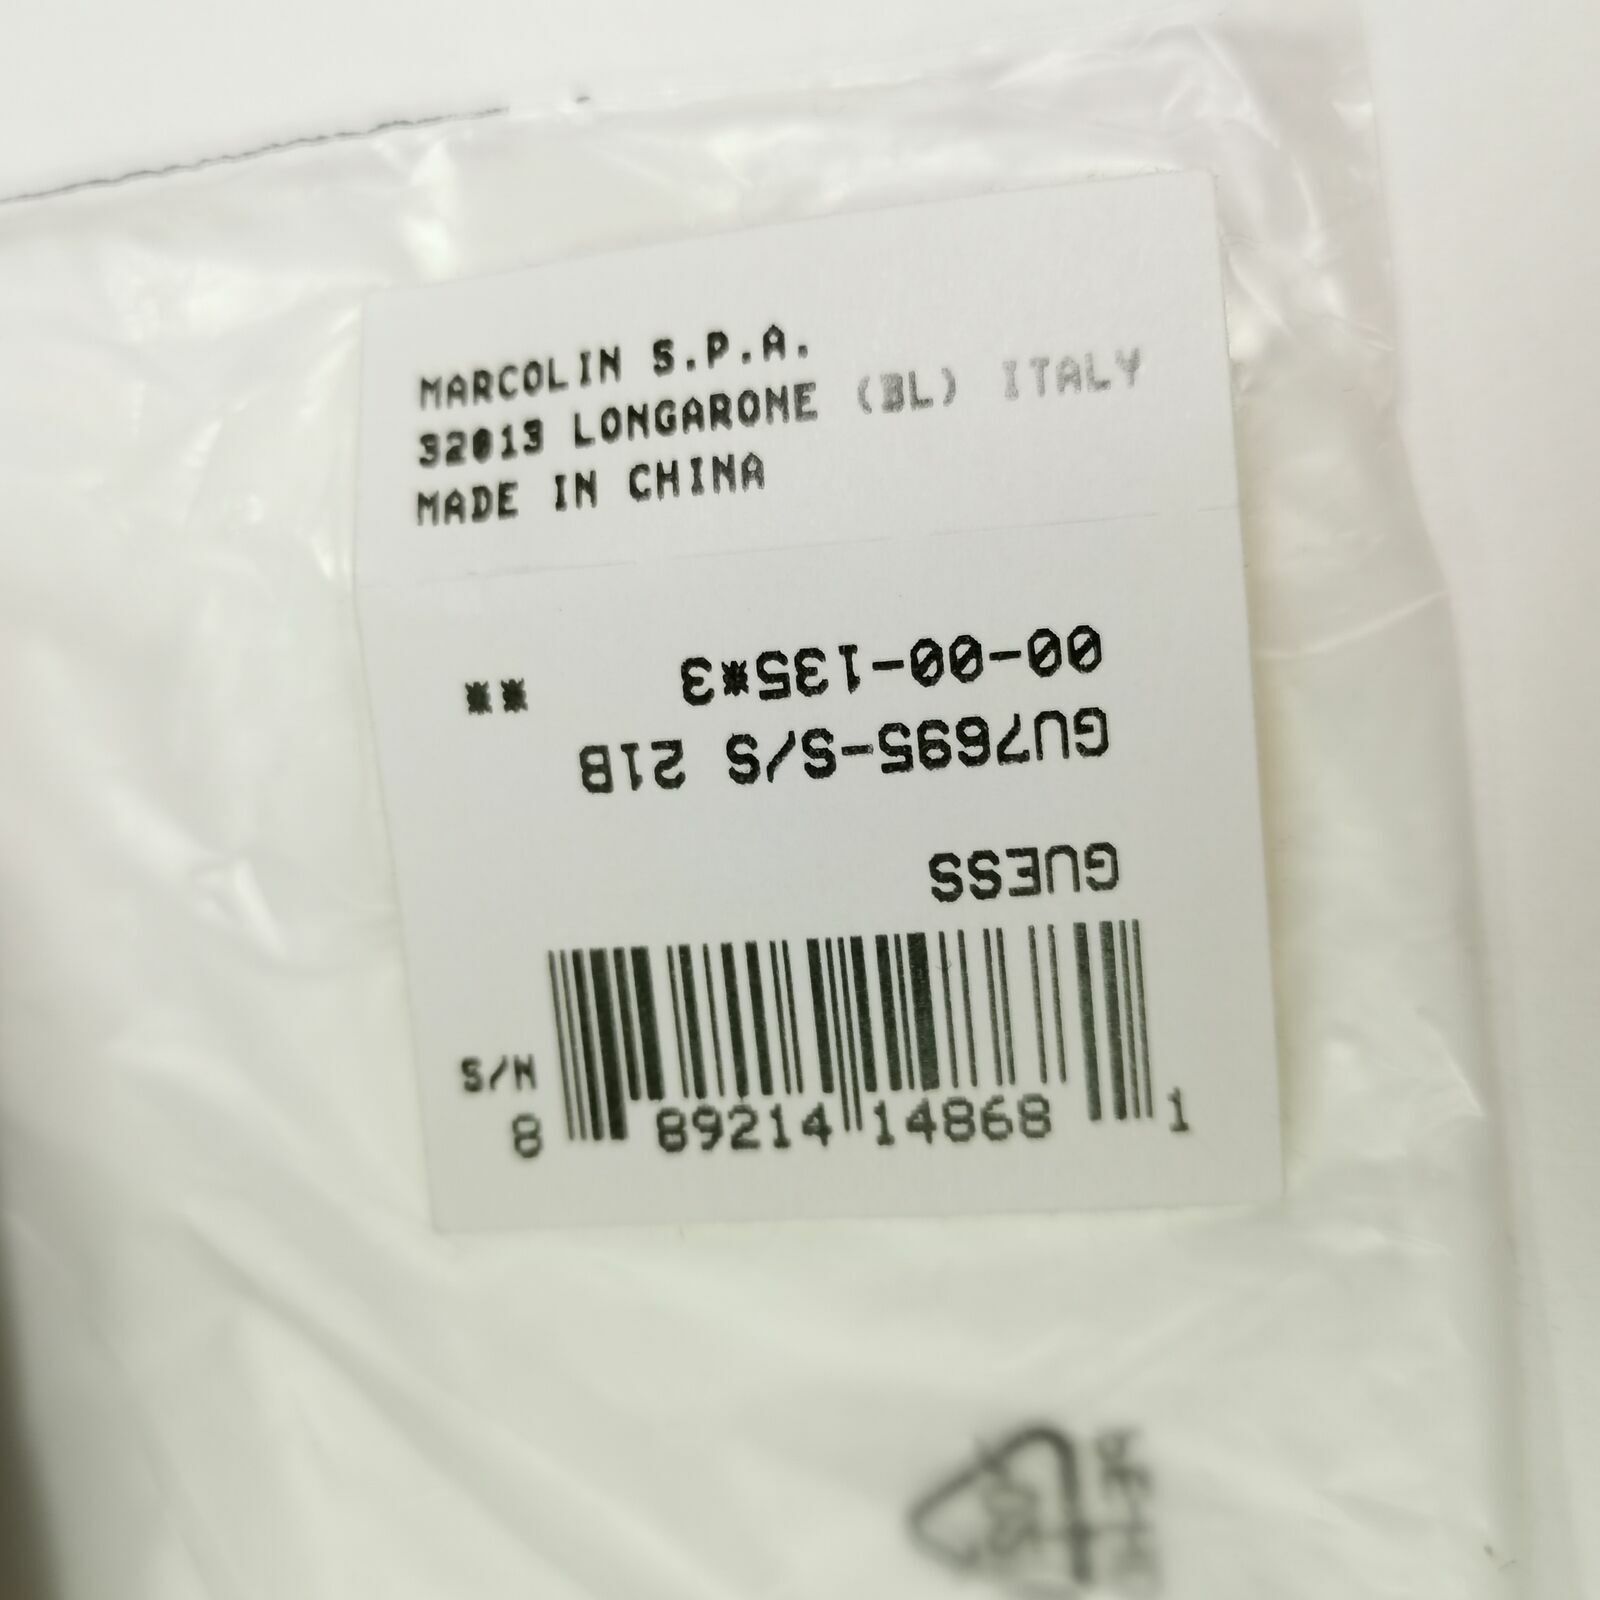 MARCOLIN S.P.A.
32013 LONGARONE (BL) ITALY
MADE IN CHINA
00-00-135*3 **
GU7695-S/S 21B
GUESS
S/N
8 89214 14868 1